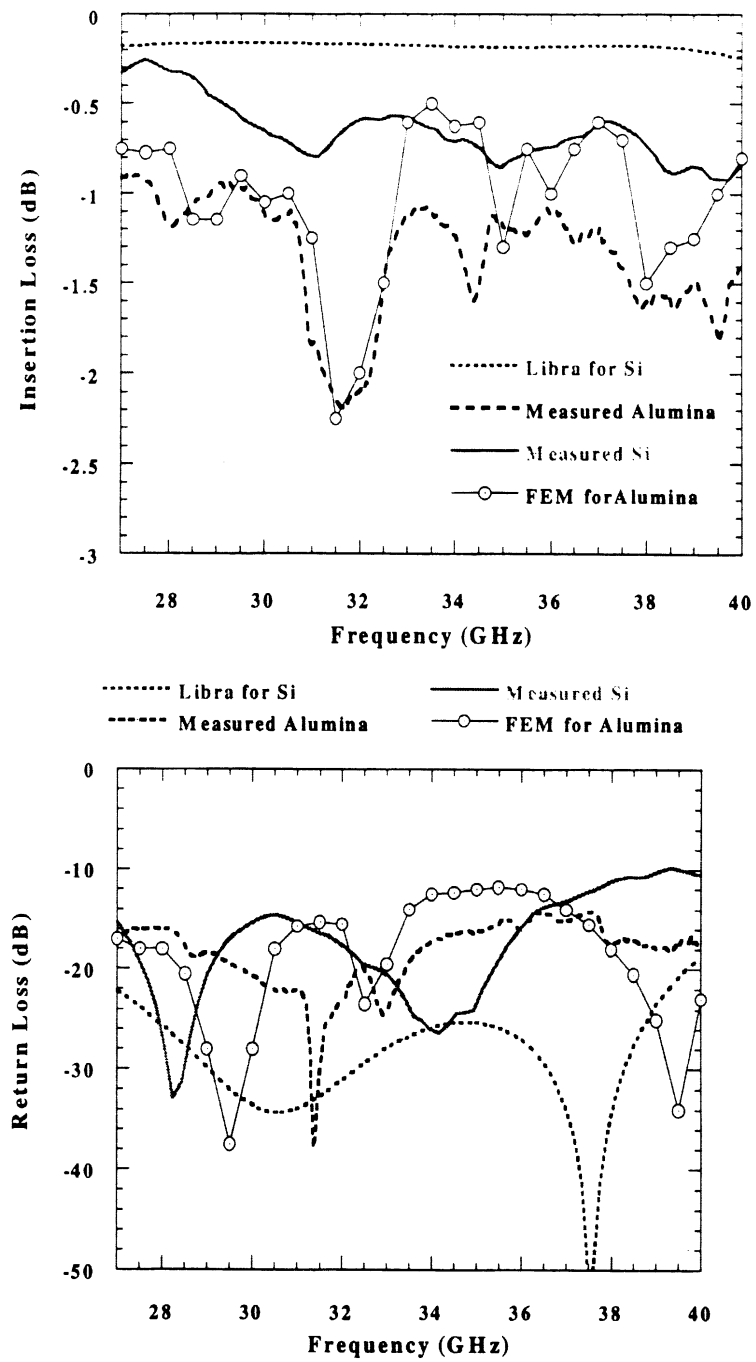 0
-0.5
-1
-1.5
-2
-2.5
-3
Insertion Loss (dB)
Libra for Si
Measured Alumina
Measured Si
FEM forAlumina
28 30 32 34 36 38 40
Frequency (GHz)
Libra for Si Measured Si
Measured Alumina FEM for Alumina
0
-10
-20
-30
-40
-50
Return Loss (dB)
28 30 32 34 36 38 40
Frequency (GHz)